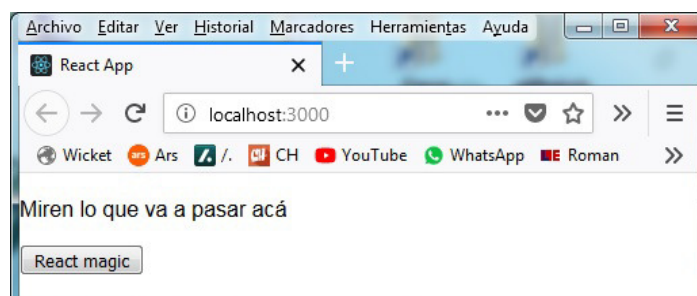 Archivo Editar Ver Historial Marcadores Herramientas Ayuda
React App
localhost:3000
Wicket ars Ars /. CH YouTube WhatsApp Roman
Miren lo que va a pasar acá
React magic